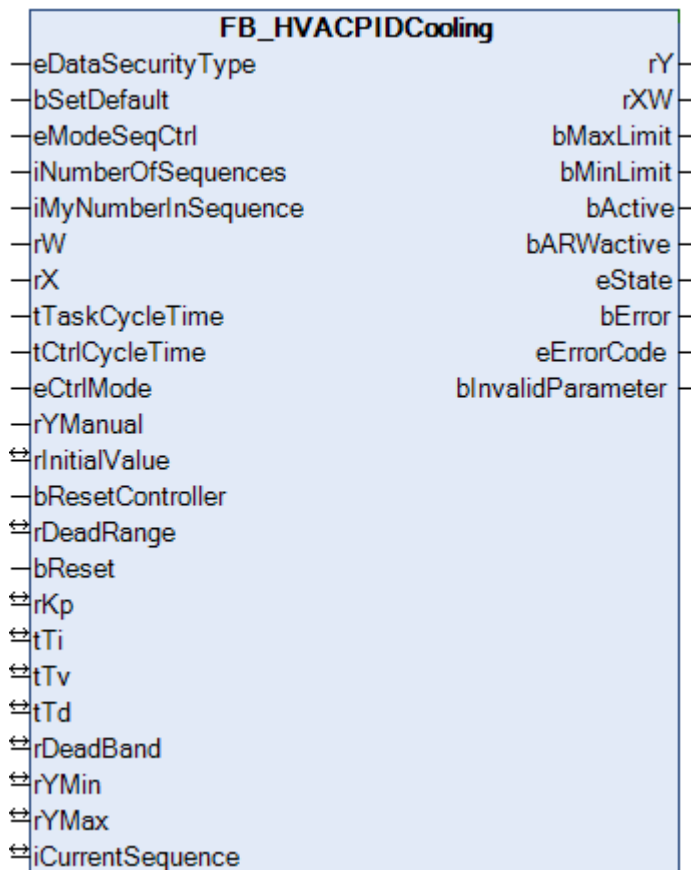 FB_HVACPIDCooling
eDataSecurityType rY
bSetDefault rXW
eModeSeqCtrl bMaxLimit
iNumberOfSequences bMinLimit
iMyNumberInSequence bActive
rW bARWactive
rX eState
tTaskCycleTime bError
tCtrlCycleTime eErrorCode
eCtrlMode bInvalidParameter
rYManual
rInitialValue
bResetController
rDeadRange
bReset
rKp
tTi
tTv
tTd
rDeadBand
rYMin
rYMax
iCurrentSequence